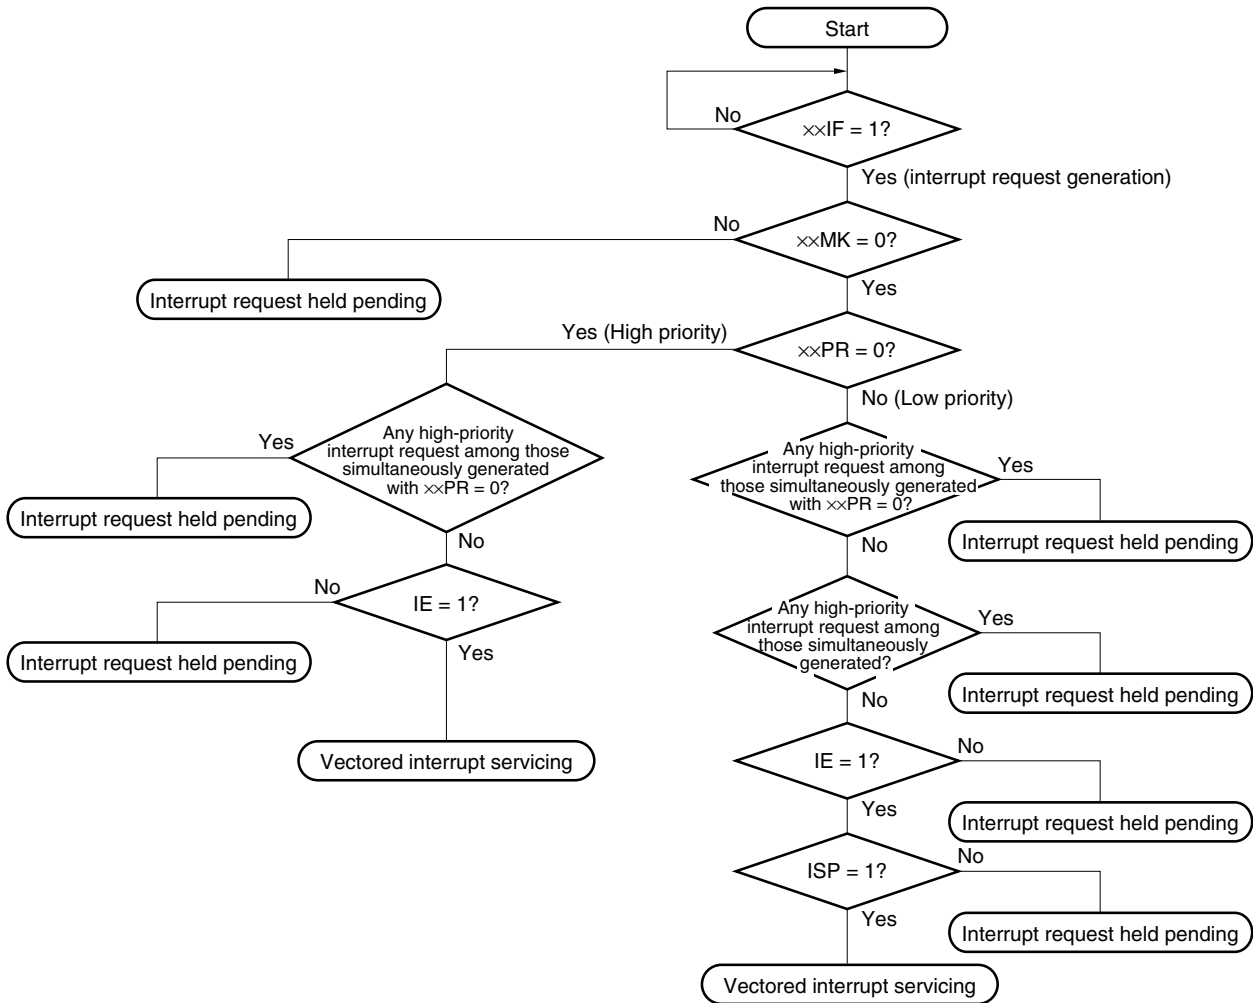 Start
No
××IF = 1?
Yes (interrupt request generation)
No
××MK = 0?
Interrupt request held pending
Yes
Yes (High priority)
××PR = 0?
No (Low priority)
Yes
Any high-priority
interrupt request among those
simultaneously generated
with ××PR = 0?
Any high-priority
interrupt request among
those simultaneously generated
with ××PR = 0?
Yes
Interrupt request held pending
Interrupt request held pending
No
No
No
IE = 1?
Any high-priority
interrupt request among
those simultaneously
generated?
Yes
Interrupt request held pending
Yes
Interrupt request held pending
No
Vectored interrupt servicing
IE = 1?
No
Yes
Interrupt request held pending
ISP = 1?
No
Yes
Interrupt request held pending
Vectored interrupt servicing